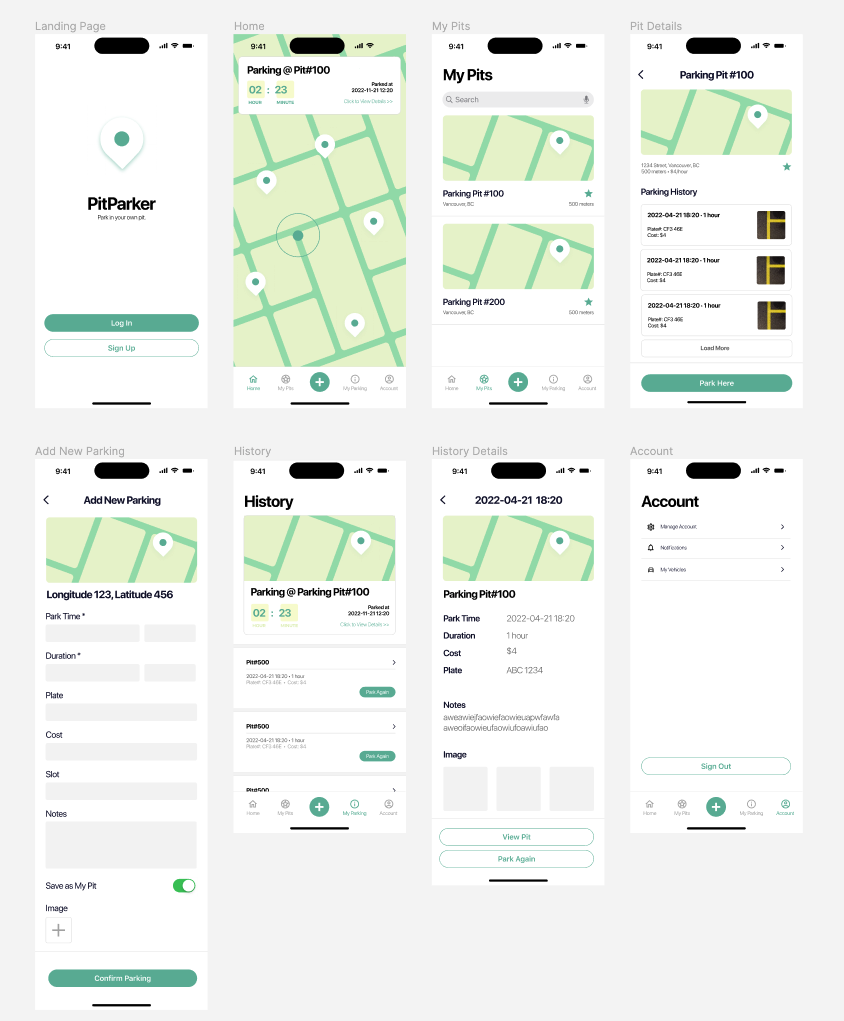 Landing Page
9:41
PitParker
Park in your own pit
Log In
Sign Up
Home
9:41
Parking @ Pit#100
02 : 23
HOUR MINUTE
Parked at
2022-11-21 12:20
Click to View Details >>
Home
My Pits
My Parking
Account
My Pits
9:41
My Pits
Search
Parking Pit #100
Vancouver, BC
500 meters
Parking Pit #200
Vancouver, BC
500 meters
Home
My Pits
My Parking
Account
Pit Details
9:41
Parking Pit #100
1234 Street, Vancouver, BC
500 meters • $4/hour
Parking History
2022-04-21 18:20 • 1 hour
Plate#: CF3 46E
Cost: $4
2022-04-21 18:20 • 1 hour
Plate#: CF3 46E
Cost: $4
2022-04-21 18:20 • 1 hour
Plate#: CF3 46E
Cost: $4
Load More
Park Here
Add New Parking
9:41
Add New Parking
Longitude 123, Latitude 456
Park Time *
Duration *
Plate
Cost
Slot
Notes
Save as My Pit
Image
Confirm Parking
History
9:41
History
Parking @ Parking Pit#100
02 : 23
HOUR MINUTE
Parked at
2022-11-21 12:20
Click to View Details >>
Pit#500
2022-04-21 18:20 • 1 hour
Plate#: CF3 46E • Cost: $4
Park Again
Pit#500
2022-04-21 18:20 • 1 hour
Plate#: CF3 46E • Cost: $4
Park Again
Pit#500
Home
My Pits
My Parking
Account
History Details
9:41
2022-04-21 18:20
Parking Pit#100
Park Time 2022-04-21 18:20
Duration 1 hour
Cost $4
Plate ABC 1234
Notes
aweawiejfaowiefaowieuapwfawfa
aweoifaowieufaowiufoawiufao
Image
View Pit
Park Again
Account
9:41
Account
Manage Account
Notifications
My Vehicles
Sign Out
Home
My Pits
My Parking
Account